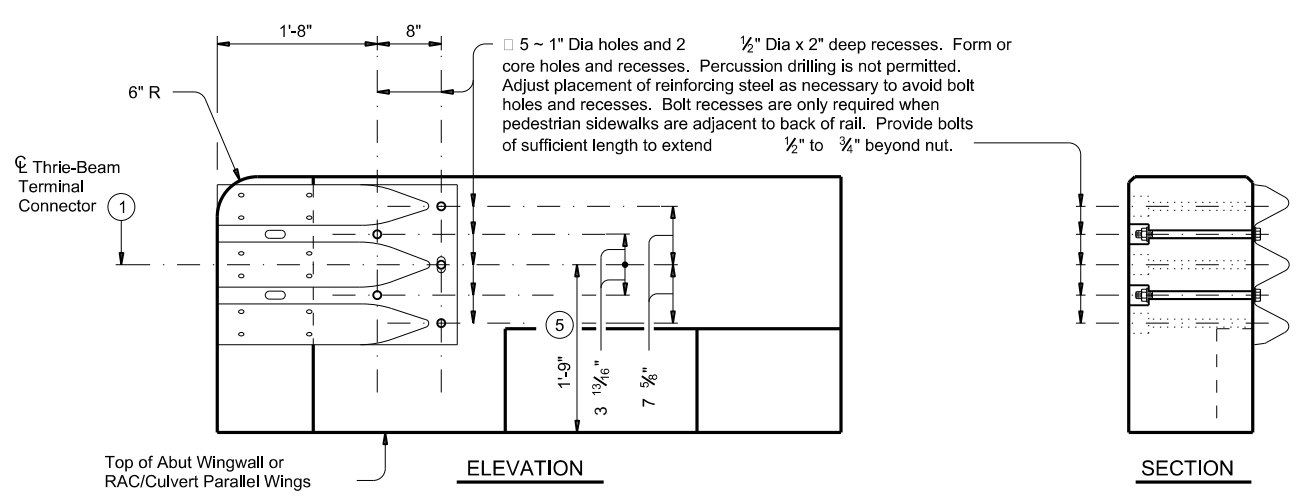 1'-8"
8"
□ 5 ~ 1" Dia holes and 2 ½" Dia x 2" deep recesses. Form or
core holes and recesses. Percussion drilling is not permitted.
Adjust placement of reinforcing steel as necessary to avoid bolt
holes and recesses. Bolt recesses are only required when
pedestrian sidewalks are adjacent to back of rail. Provide bolts
of sufficient length to extend ½" to ¾" beyond nut.
6" R
℄ Thrie-Beam
Terminal
Connector 1
5
1'-9"
3 13⁄16"
7 5⁄8"
Top of Abut Wingwall or
RAC/Culvert Parallel Wings
ELEVATION
SECTION